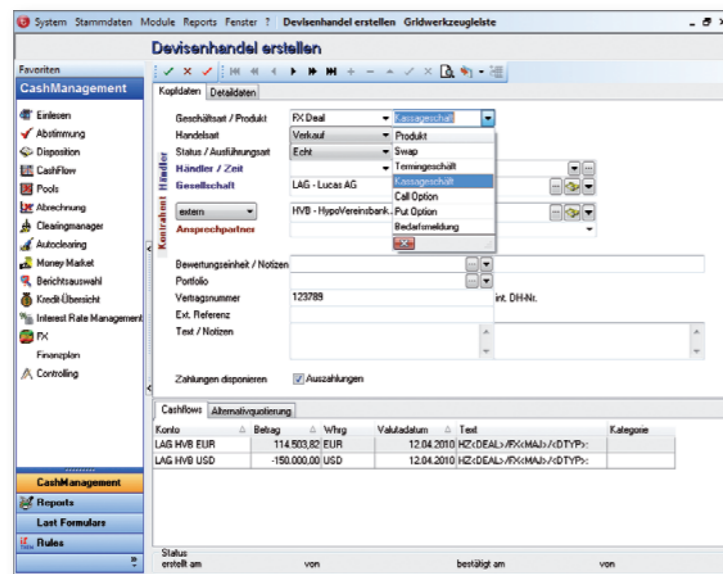 System Stammdaten Module Reports Fenster ? Devisenhandel erstellen Gridwerkzeugleiste
Devisenhandel erstellen
Favoriten
CashManagement
Einlesen
Abstimmung
Disposition
CashFlow
Pools
Abrechnung
Clearingmanager
Autoclearing
Money Market
Berichtsauswahl
Kredit-Übersicht
Interest Rate Management
FX
Finanzplan
Controlling
CashManagement
Reports
Last Formulars
Rules
Kopfdaten Detaildaten
Händler
Kontrahent
Geschäftsart / Produkt FX Deal Kassageschäft
Handelsart Verkauf
Status / Ausführungsart Echt
Händler / Zeit
Gesellschaft LAG - Lucas AG
extern HVB - HypoVereinsbank..
Ansprechpartner
Produkt
Swap
Termingeschäft
Kassageschäft
Call Option
Put Option
Bedarfsmeldung
Bewertungseinheit / Notizen
Portfolio
Vertragsnummer 123789 int. DH-Nr.
Ext. Referenz
Text / Notizen
Zahlungen disponieren Auszahlungen
Cashflows Alternativquotierung
Konto Betrag Whrg Valutadatum Text Kategorie
LAG HVB EUR 114.503,82 EUR 12.04.2010 HZ<DEAL>/FX<MAJ>/<DTYP>:
LAG HVB USD -150.000,00 USD 12.04.2010 HZ<DEAL>/FX<MAJ>/<DTYP>:
Status
erstellt am von bestätigt am von